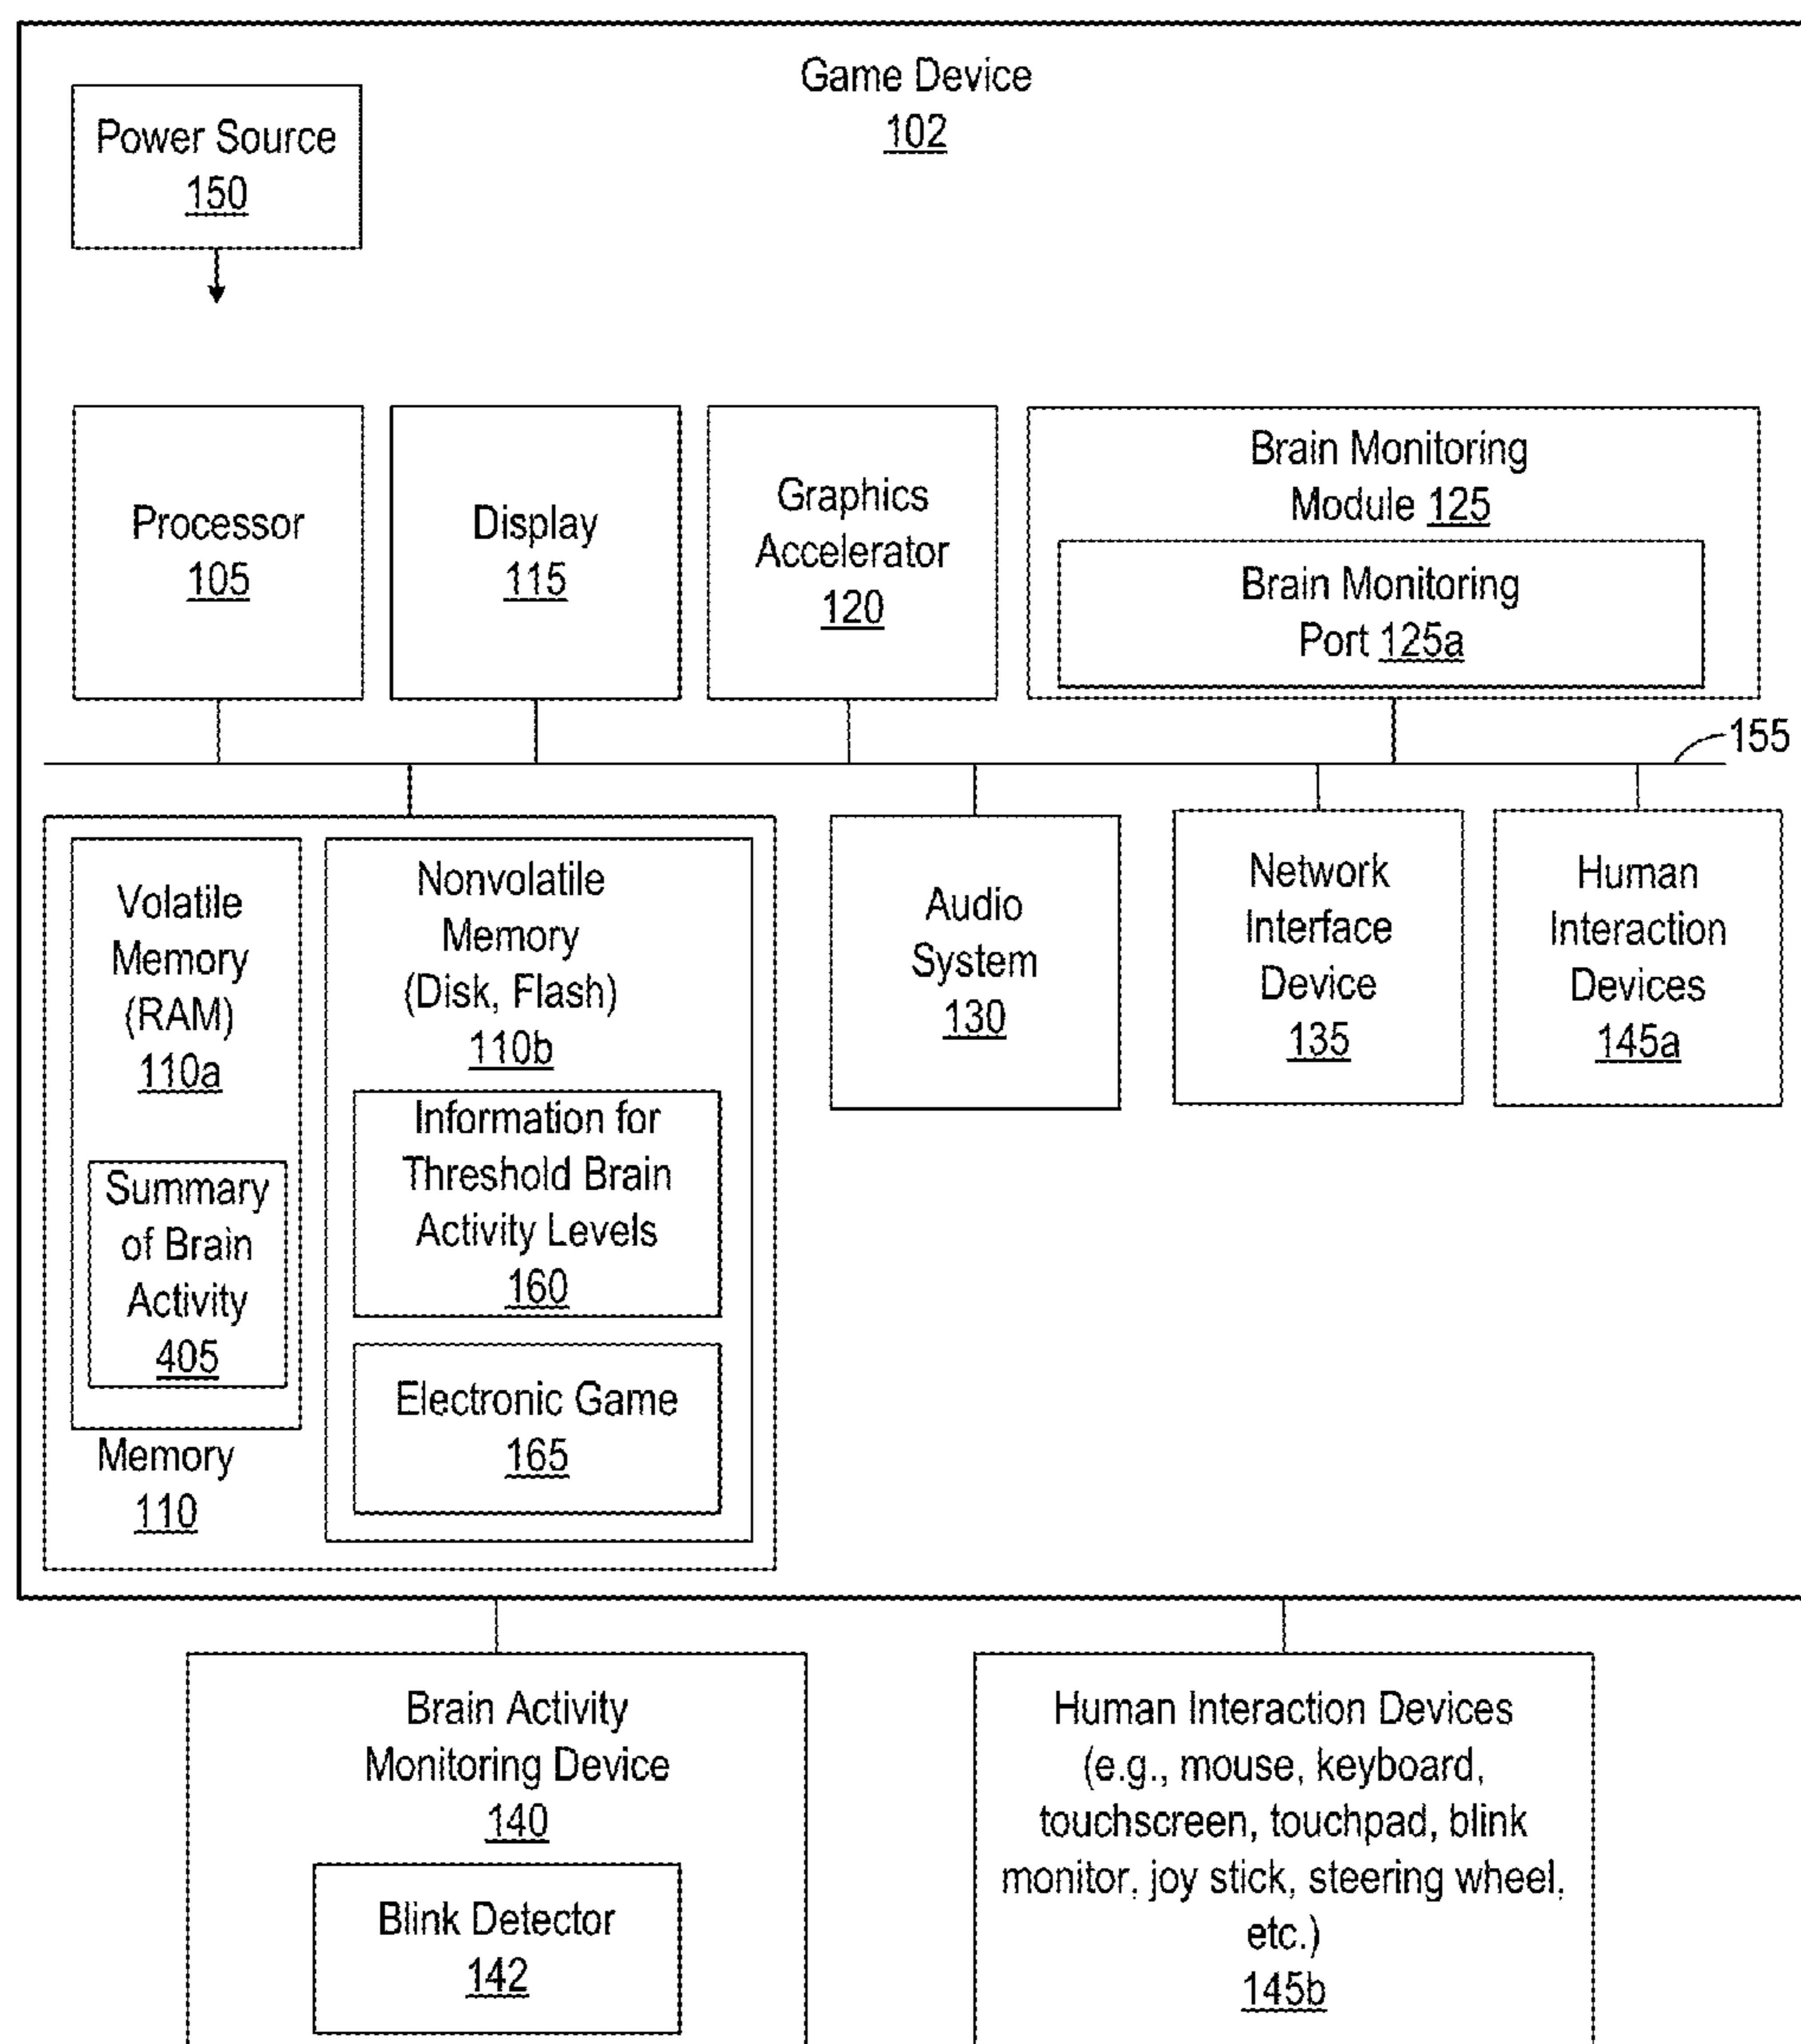 Game Device
102
Power Source
150
Processor
105
Display
115
Graphics
Accelerator
120
Brain Monitoring
Module 125
Brain Monitoring
Port 125a
155
Volatile
Memory
(RAM)
110a
Summary
of Brain
Activity
405
Memory
110
Nonvolatile
Memory
(Disk, Flash)
110b
Information for
Threshold Brain
Activity Levels
160
Electronic Game
165
Audio
System
130
Network
Interface
Device
135
Human
Interaction
Devices
145a
Brain Activity
Monitoring Device
140
Blink Detector
142
Human Interaction Devices
(e.g., mouse, keyboard,
touchscreen, touchpad, blink
monitor, joy stick, steering wheel,
etc.)
145b